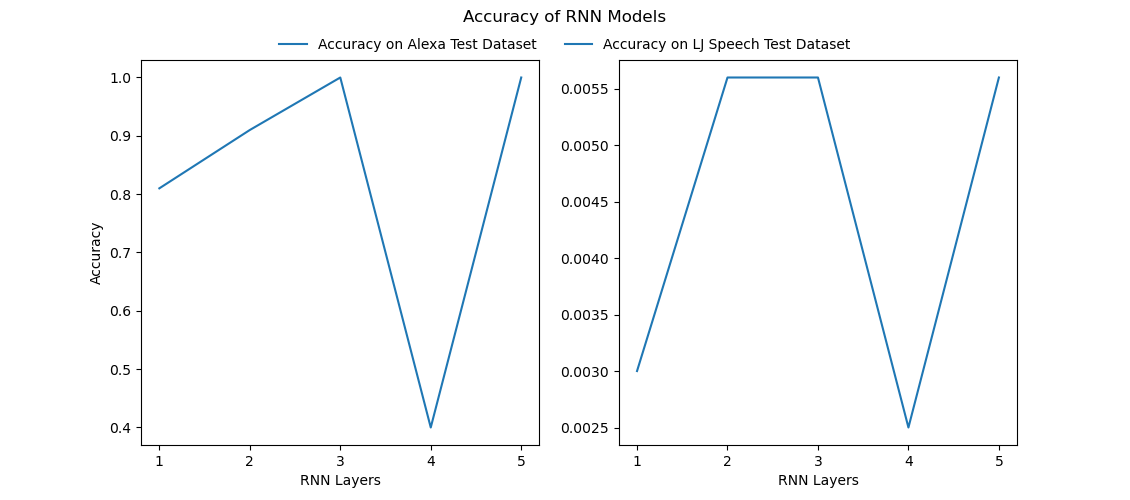 Accuracy of RNN Models
Accuracy on Alexa Test Dataset
Accuracy on LJ Speech Test Dataset
Accuracy
1.0
0.9
0.8
0.7
0.6
0.5
0.4
1 2 3 4 5
RNN Layers
0.0055
0.0050
0.0045
0.0040
0.0035
0.0030
0.0025
1 2 3 4 5
RNN Layers